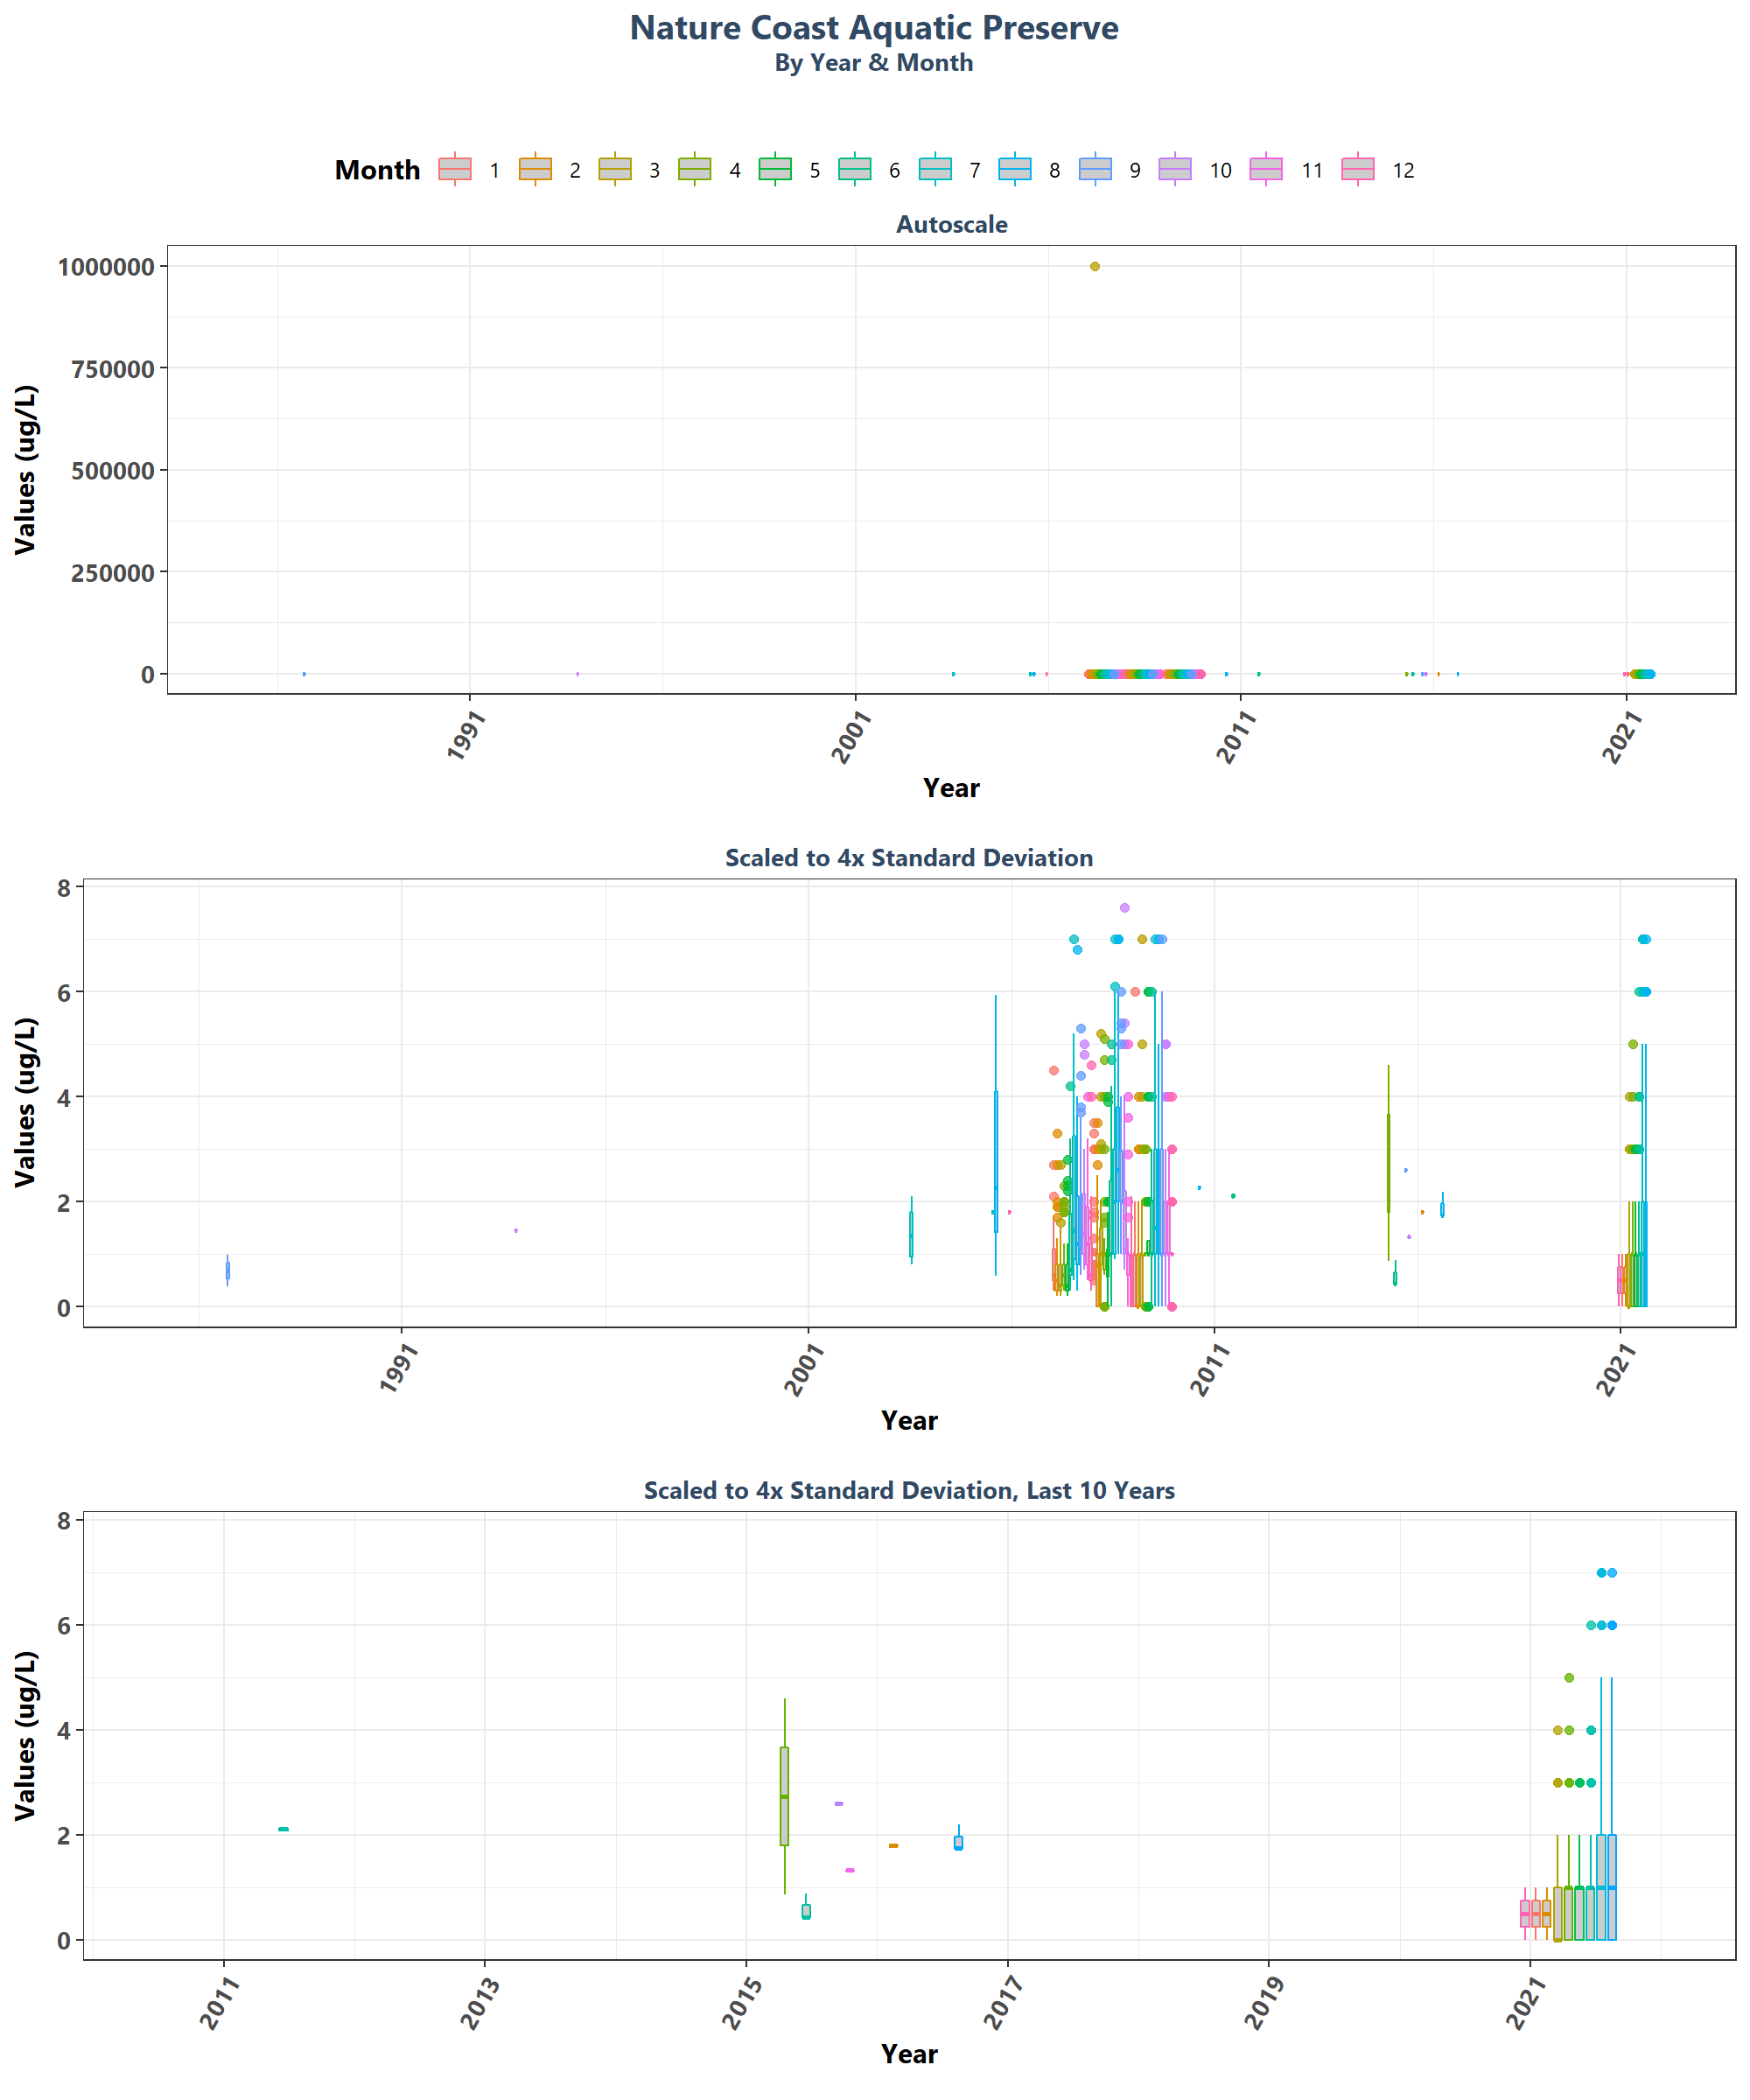 Nature Coast Aquatic Preserve
By Year & Month
Month 1 2 3 4 5 6 7 8 9 10 11 12
Autoscale
Values (ug/L)
1000000
750000
500000
250000
0
1991 2001 2011 2021
Year
Scaled to 4x Standard Deviation
Values (ug/L)
8
6
4
2
0
1991 2001 2011 2021
Year
Scaled to 4x Standard Deviation, Last 10 Years
Values (ug/L)
8
6
4
2
0
2011 2013 2015 2017 2019 2021
Year